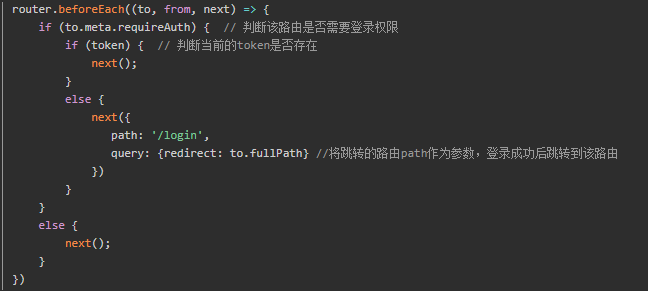 router.beforeEach((to, from, next) => {
    if (to.meta.requireAuth) {  // 判断该路由是否需要登录权限
        if (token) {  // 判断当前的token是否存在
            next();
        }
        else {
            next({
               path: '/login',
               query: {redirect: to.fullPath} //将跳转的路由path作为参数，登录成功后跳转到该路由
            })
        }
    }
    else {
        next();
    }
})